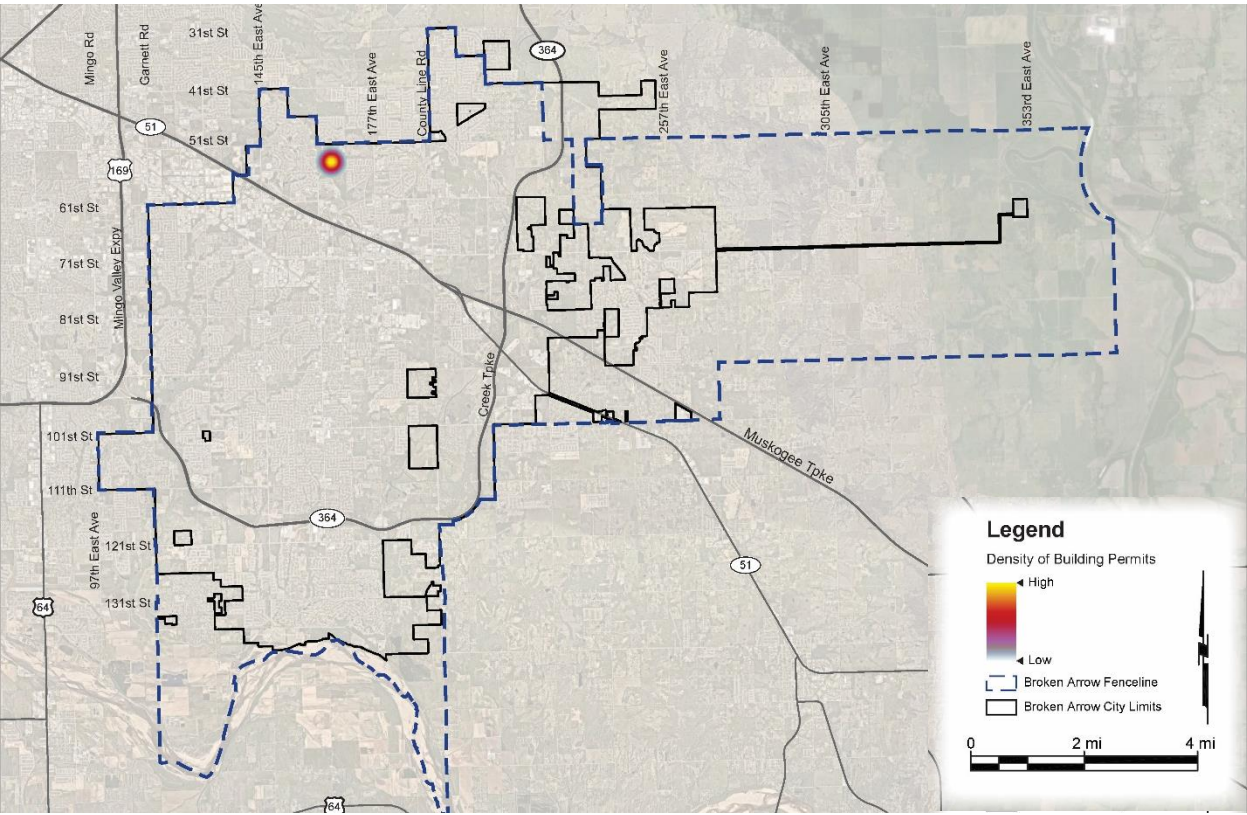 31st St
41st St
51st St
61st St
71st St
81st St
91st St
101st St
111th St
121st St
131st St
Mingo Rd
Garnett Rd
145th East Ave
177th East Ave
County Line Rd
257th East Ave
305th East Ave
353rd East Ave
97th East Ave
Mingo Valley Expy
Creek Tpke
Muskogee Tpke
364
51
169
364
51
64
64
Legend
Density of Building Permits
High
Low
Broken Arrow Fenceline
Broken Arrow City Limits
0 2 mi 4 mi